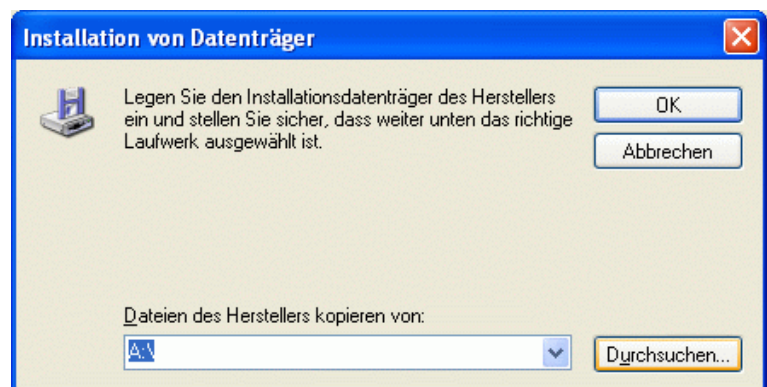 Installation von Datenträger
Legen Sie den Installationsdatenträger des Herstellers
ein und stellen Sie sicher, dass weiter unten das richtige
Laufwerk ausgewählt ist.
OK
Abbrechen
Dateien des Herstellers kopieren von:
A:\
Durchsuchen...